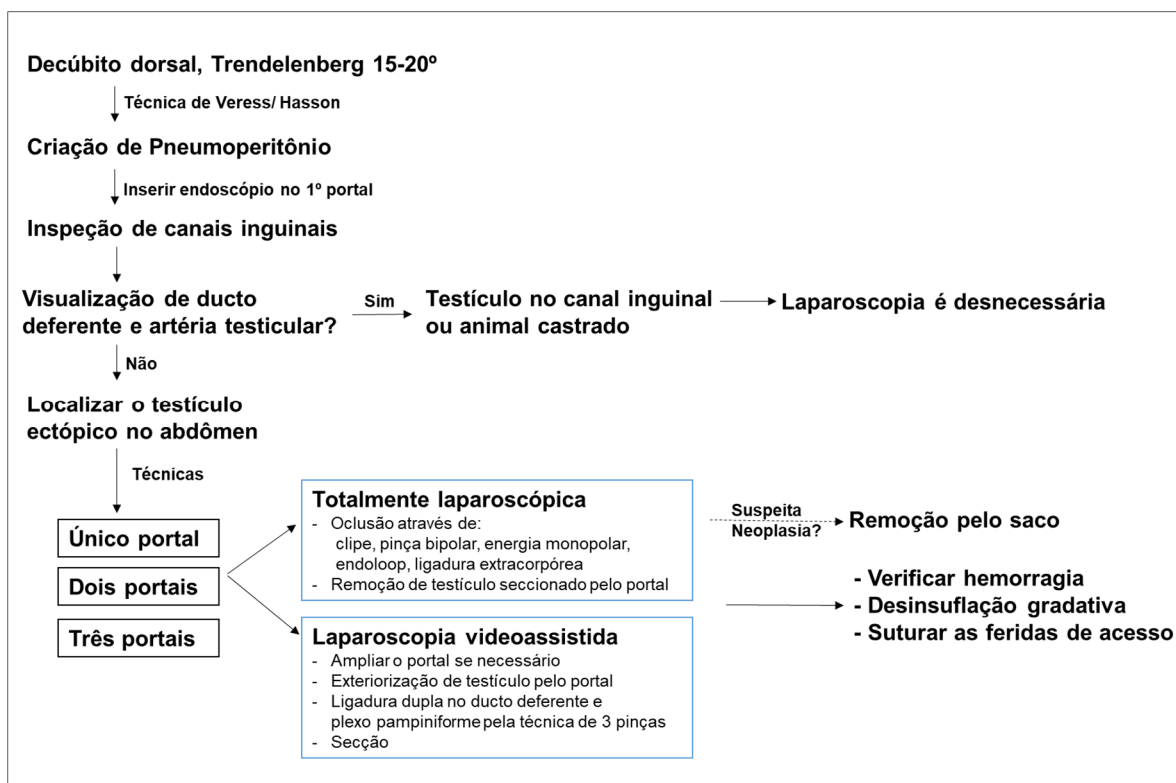 Decúbito dorsal, Trendelenberg 15-20º
Técnica de Veress/ Hasson
Criação de Pneumoperitônio
Inserir endoscópio no 1º portal
Inspeção de canais inguinais
Visualização de ducto
deferente e artéria testicular?
Sim
Testículo no canal inguinal
ou animal castrado
Laparoscopia é desnecessária
Não
Localizar o testículo
ectópico no abdômen
Técnicas
Único portal
Dois portais
Três portais
Totalmente laparoscópica
- Oclusão através de:
clipe, pinça bipolar, energia monopolar,
endoloop, ligadura extracorpórea
- Remoção de testículo seccionado pelo portal
Suspeita
Neoplasia?
Remoção pelo saco
Laparoscopia videoassistida
- Ampliar o portal se necessário
- Exteriorização de testículo pelo portal
- Ligadura dupla no ducto deferente e
plexo pampiniforme pela técnica de 3 pinças
- Secção
- Verificar hemorragia
- Desinsuflação gradativa
- Suturar as feridas de acesso